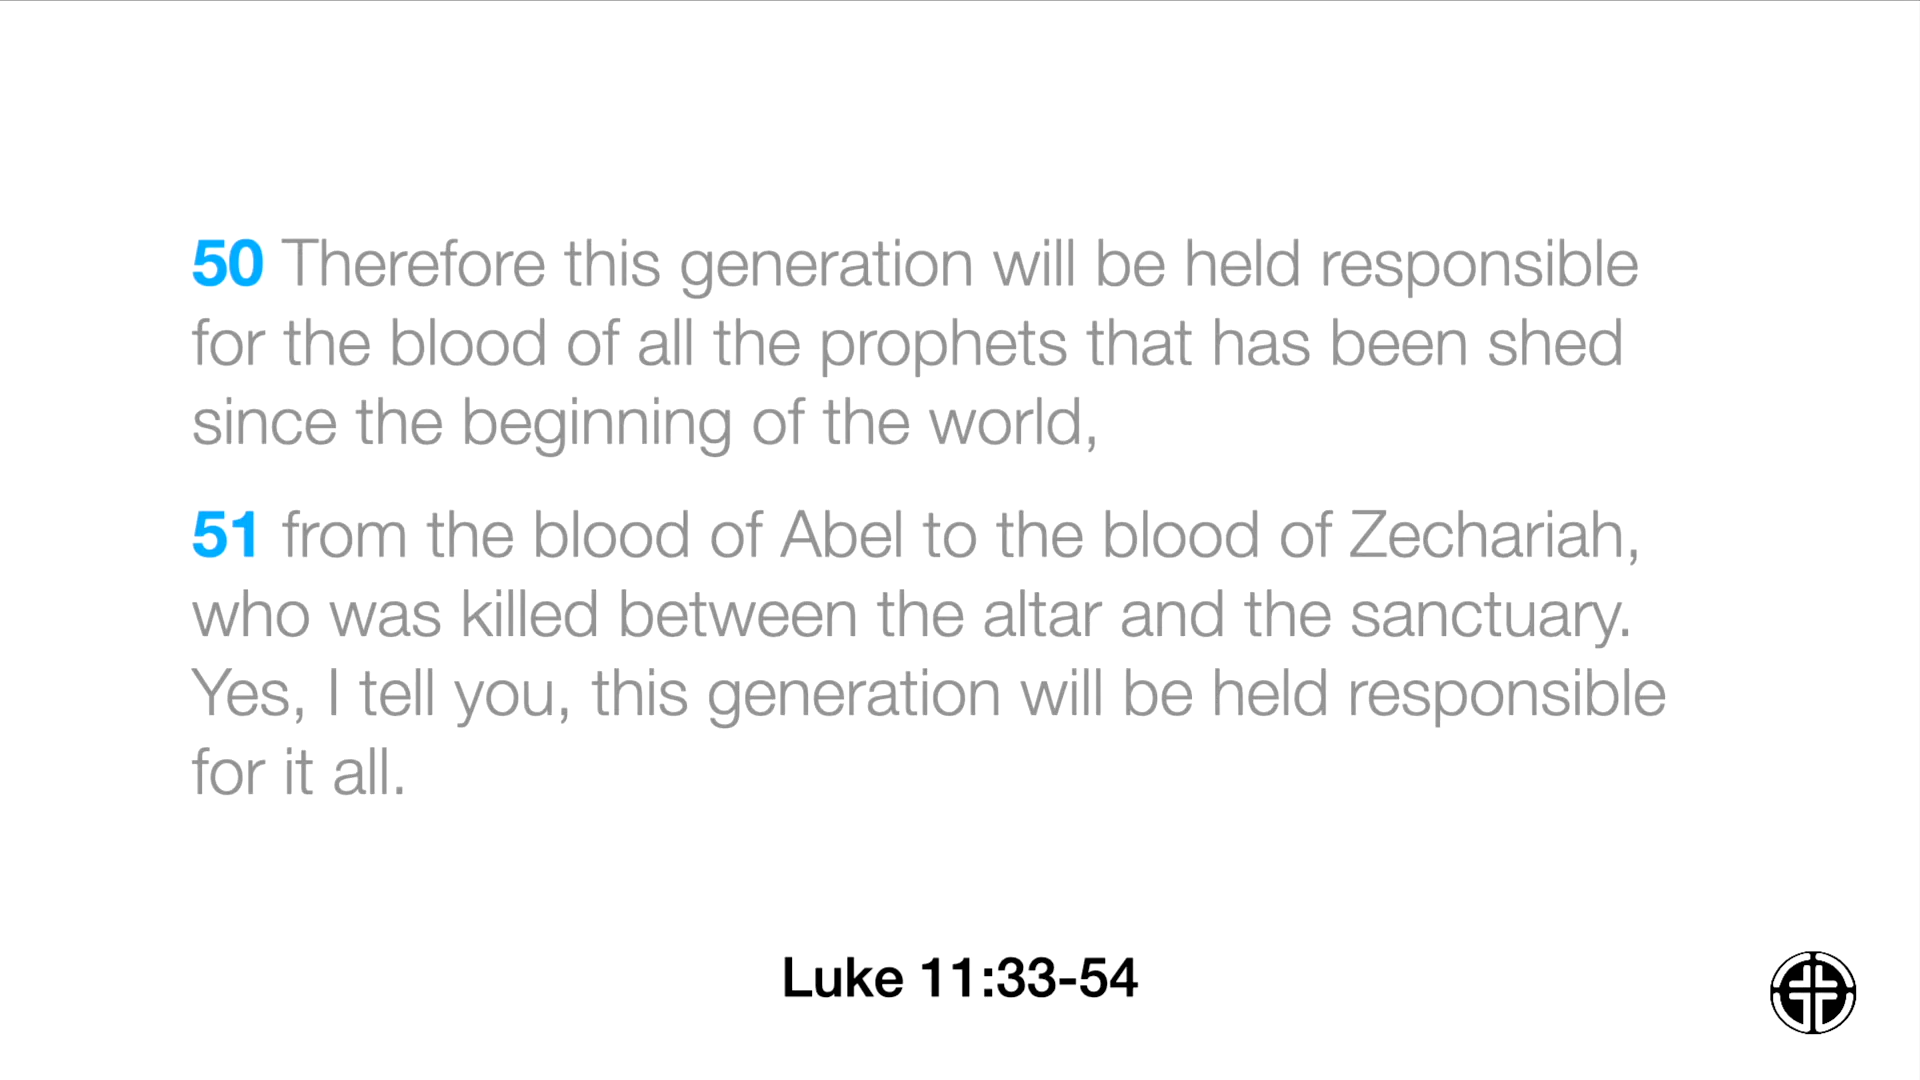 50 Therefore this generation will be held responsible
for the blood of all the prophets that has been shed
since the beginning of the world,
51 from the blood of Abel to the blood of Zechariah,
who was killed between the altar and the sanctuary.
Yes, I tell you, this generation will be held responsible
for it all.
Luke 11:33-54